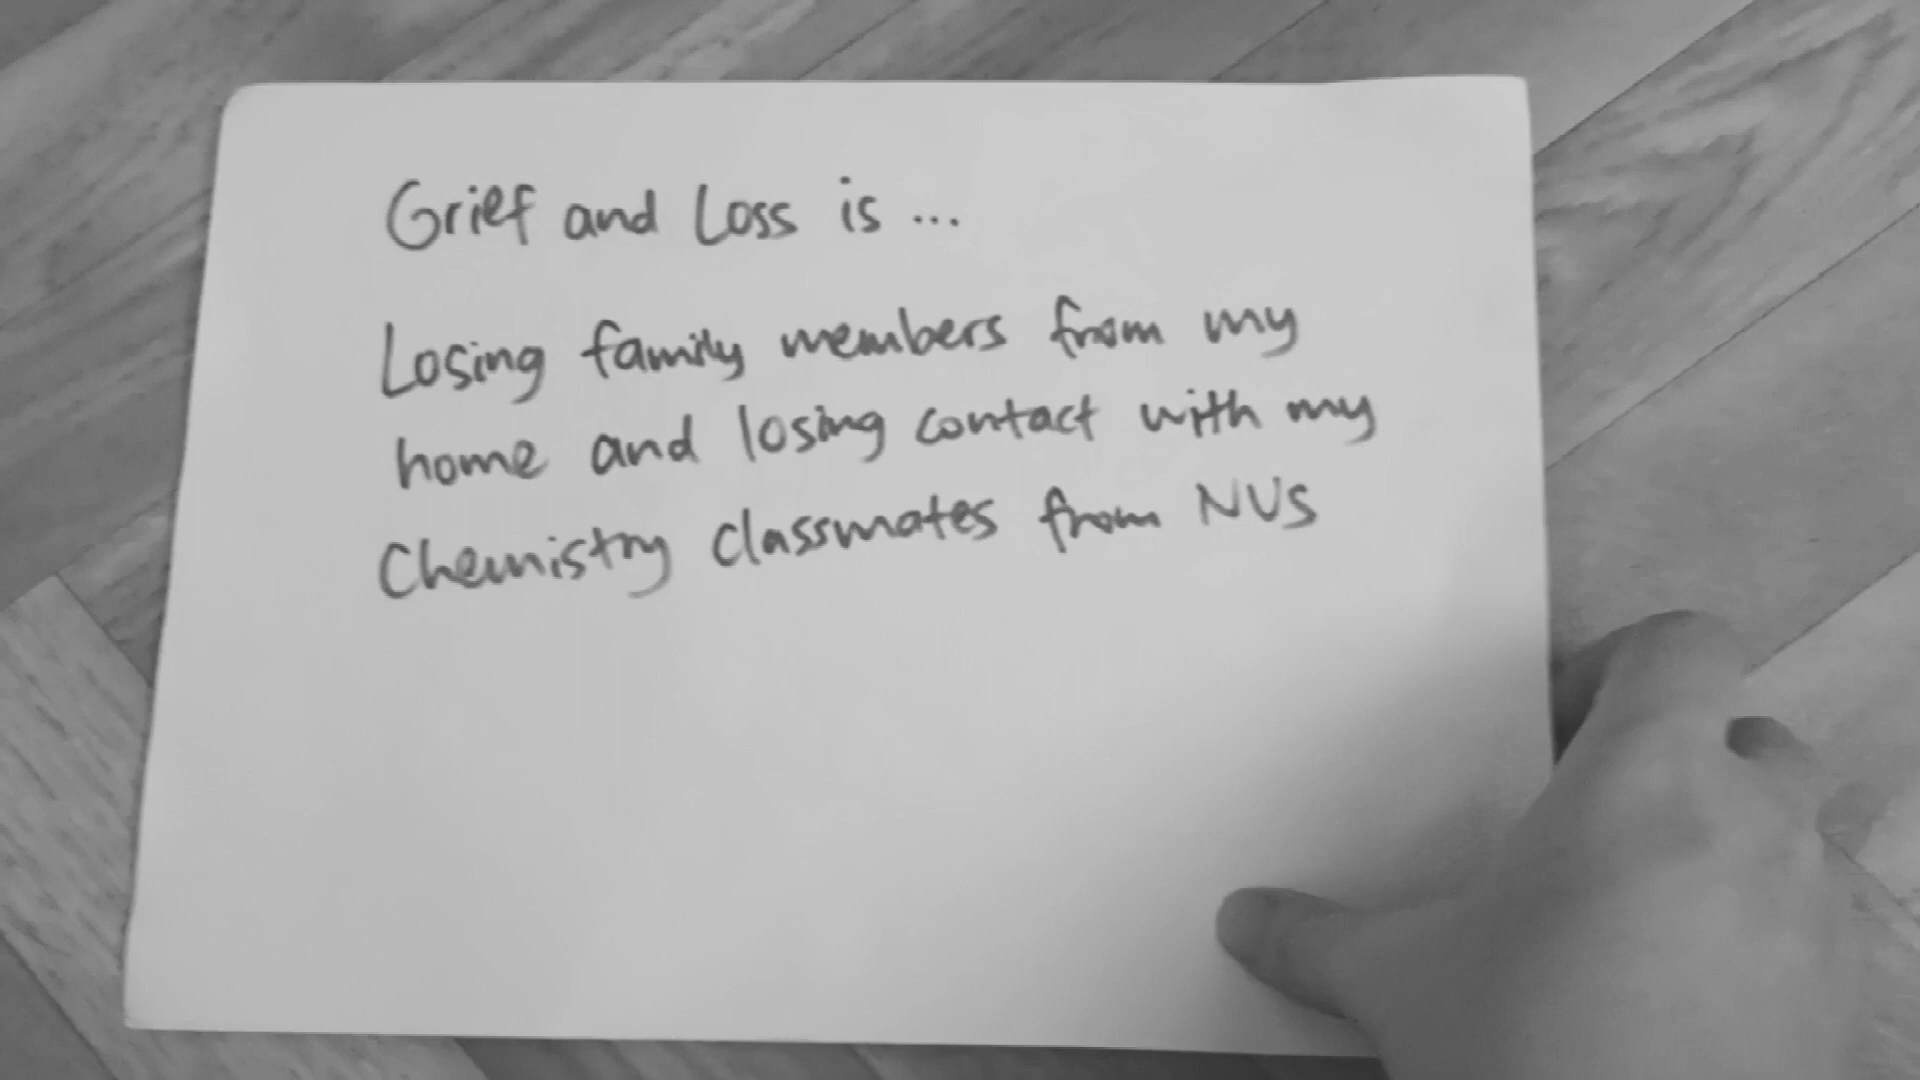 Grief and Loss is ...
Losing family members from my
home and losing contact with my
Chemistry classmates from NUS